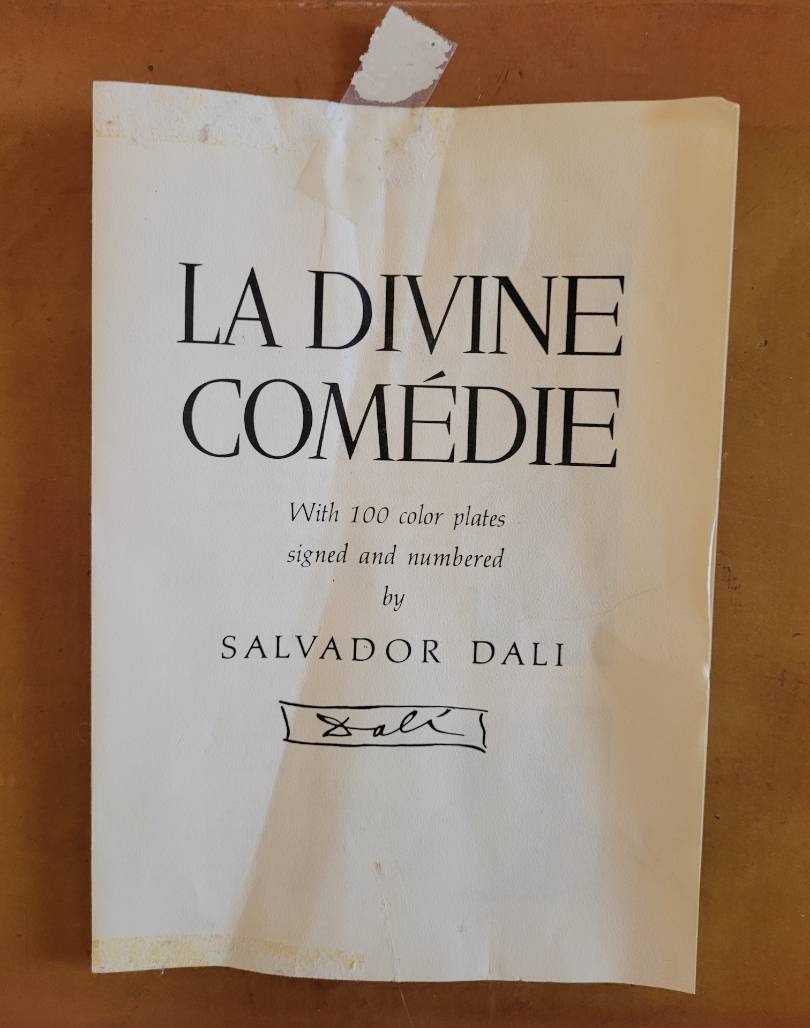 LA DIVINE
COMÉDIE
With 100 color plates
signed and numbered
by
SALVADOR DALI
Dalí